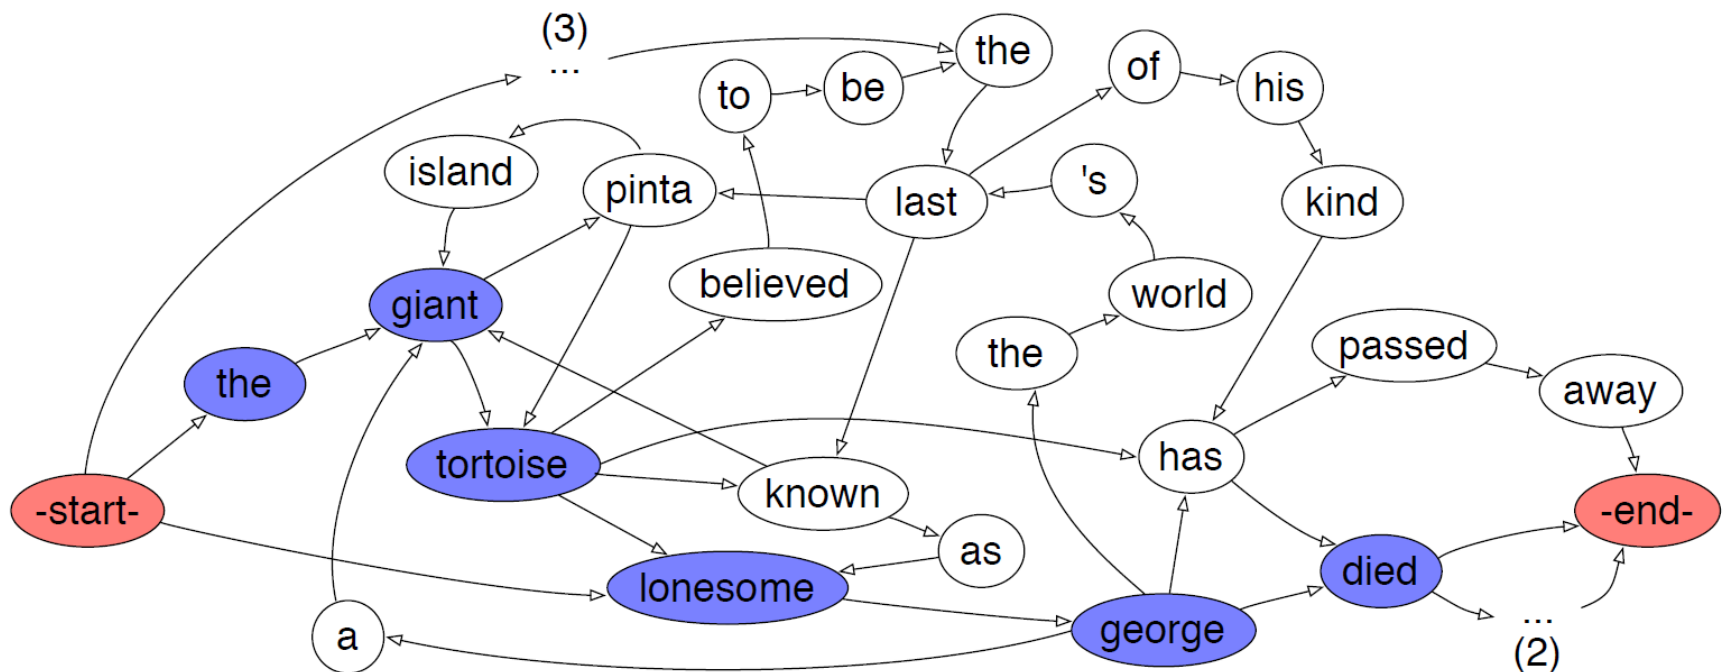 (3)
...
the
of
to
be
his
island
pinta
's
last
kind
believed
world
giant
the
passed
the
away
tortoise
has
known
-start-
-end-
as
lonesome
died
a
george
...
(2)